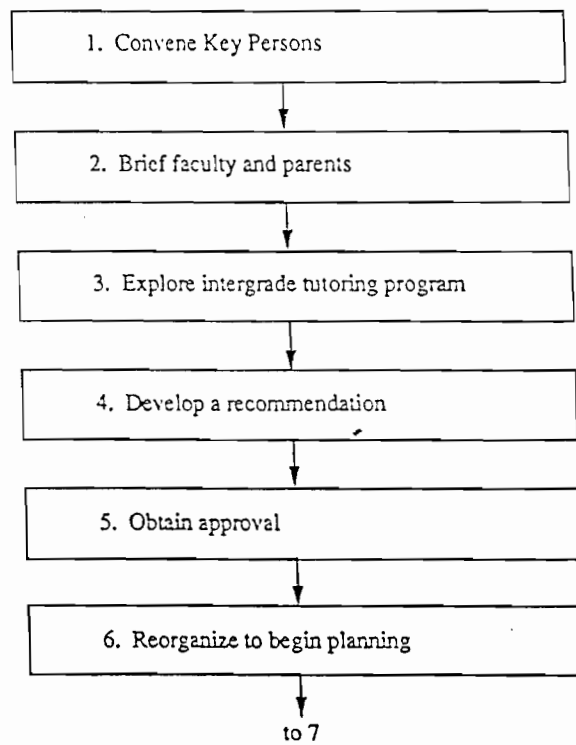 1. Convene Key Persons
2. Brief faculty and parents
3. Explore intergrade tutoring program
4. Develop a recommendation
5. Obtain approval
6. Reorganize to begin planning
to 7